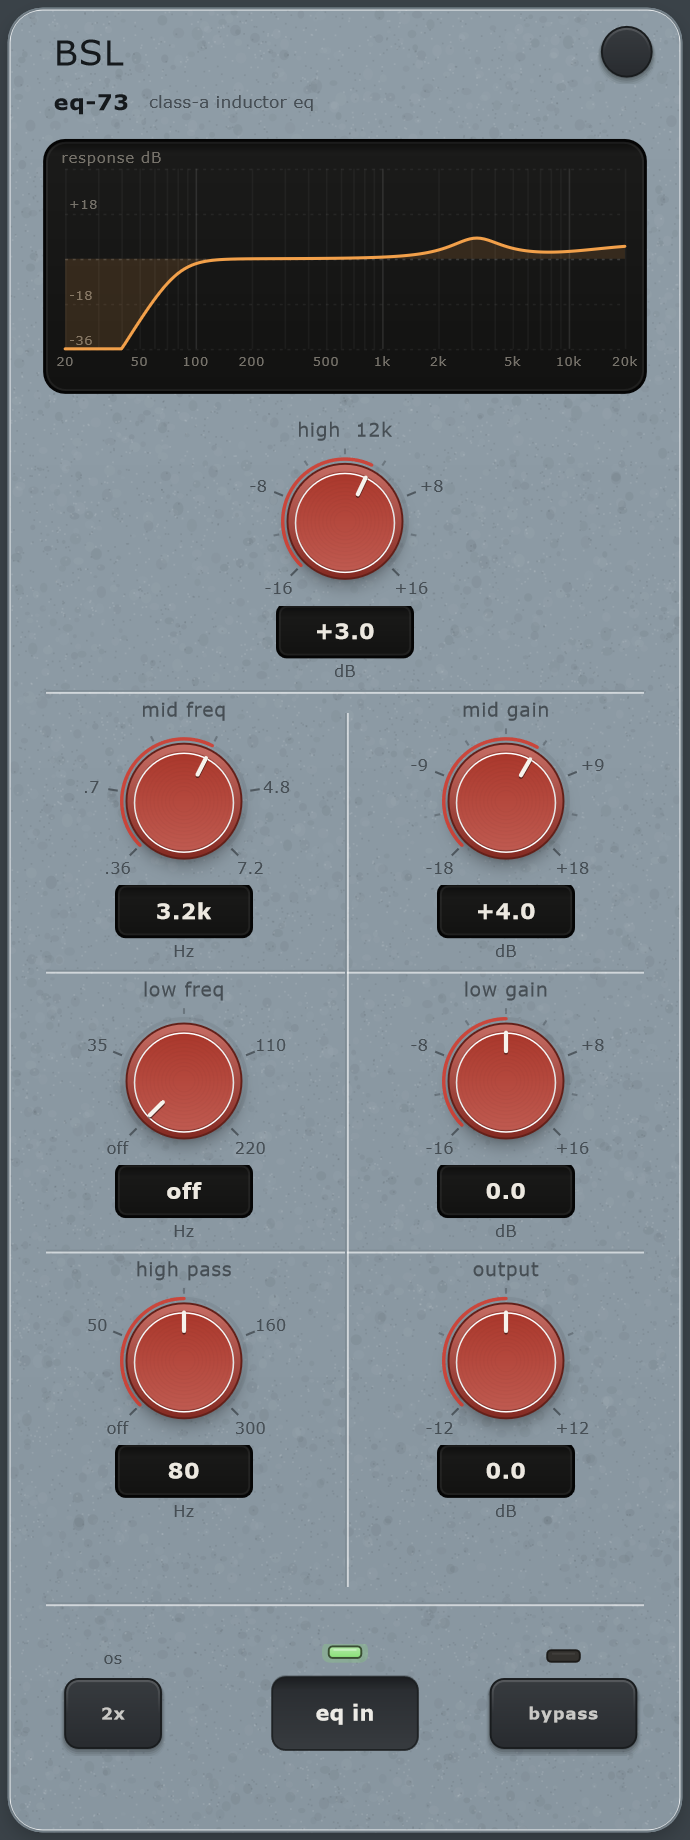 BSL
eq-73 class-a inductor eq
response dB
+18
-18
-36
20 50 100 200 500 1k 2k 5k 10k 20k
high 12k
-8 +8
-16 +16
+3.0
dB
mid freq mid gain
.7 4.8 -9 +9
.36 7.2 -18 +18
3.2k +4.0
Hz dB
low freq low gain
35 110 -8 +8
off 220 -16 +16
off 0.0
Hz dB
high pass output
50 160
off 300 -12 +12
80 0.0
Hz dB
os
2x eq in bypass